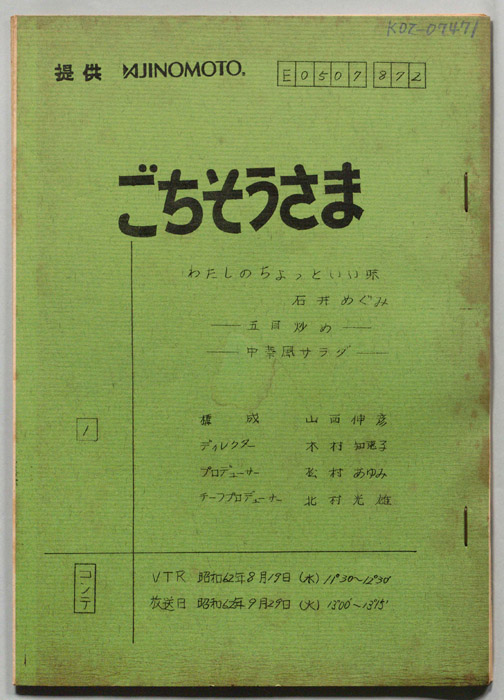 KDZ-07471
提供 AJINOMOTO®
E0507 872
ごちそうさま
わたしのちょっといい味
石井めぐみ
── 五目炒め ──
── 中華風サラダ ──
構成 山西伸彦
ディレクター 木村知恵子
プロデューサー 松村あゆみ
チーフプロデューサー 北村光雄
1
コンテ
VTR 昭和62年8月19日(水)11°30′~12°30′
放送日 昭和62年9月29日(火)13°00′~13°15′